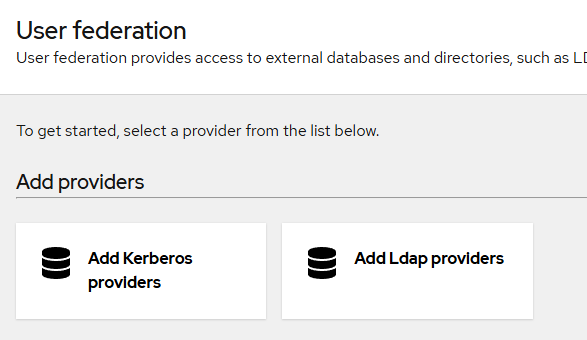 User federation
User federation provides access to external databases and directories, such as
To get started, select a provider from the list below.
Add providers
Add Kerberos
providers
Add Ldap providers